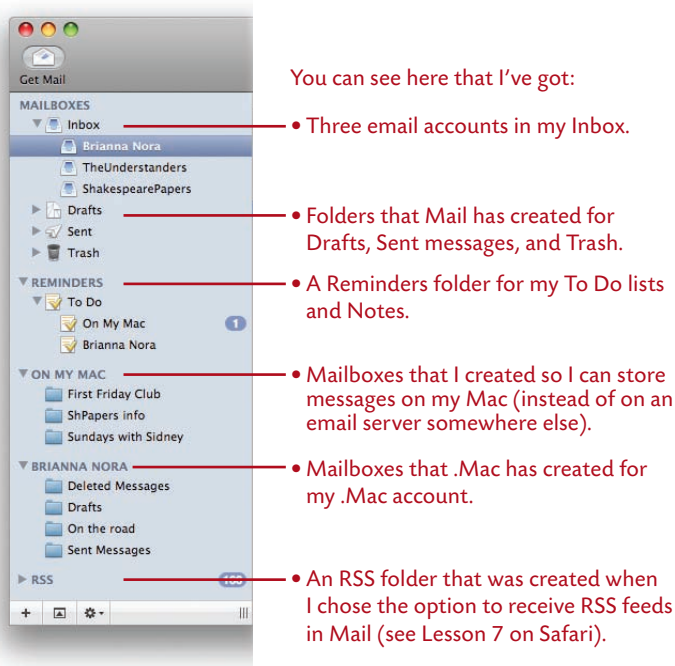 Get Mail
You can see here that I've got:
MAILBOXES
Inbox
• Three email accounts in my Inbox.
Brianna Nora
TheUnderstanders
ShakespearePapers
Drafts
• Folders that Mail has created for
Drafts, Sent messages, and Trash.
Sent
Trash
REMINDERS
• A Reminders folder for my To Do lists
and Notes.
To Do
On My Mac 1
Brianna Nora
ON MY MAC
• Mailboxes that I created so I can store
messages on my Mac (instead of on an
email server somewhere else).
First Friday Club
ShPapers info
Sundays with Sidney
BRIANNA NORA
• Mailboxes that .Mac has created for
my .Mac account.
Deleted Messages
Drafts
On the road
Sent Messages
RSS
• An RSS folder that was created when
I chose the option to receive RSS feeds
in Mail (see Lesson 7 on Safari).